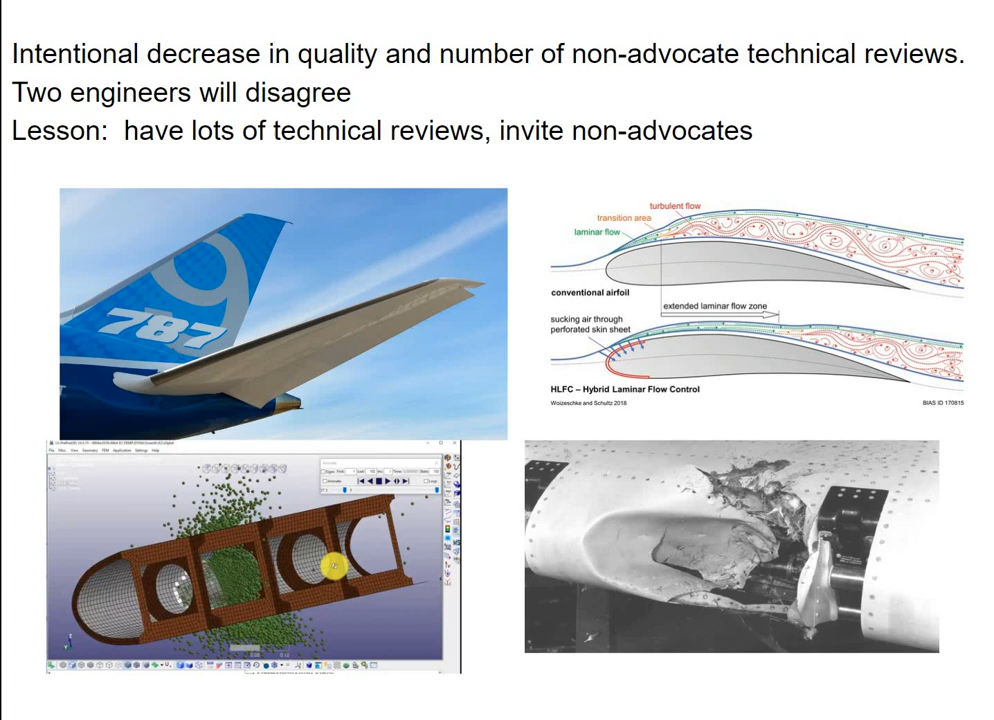 Intentional decrease in quality and number of non-advocate technical reviews.
Two engineers will disagree
Lesson:  have lots of technical reviews, invite non-advocates
787
turbulent flow
transition area
laminar flow
conventional airfoil
extended laminar flow zone
sucking air through
perforated skin sheet
HLFC – Hybrid Laminar Flow Control
Woizeschke and Schultz 2018
BIAS ID 170815